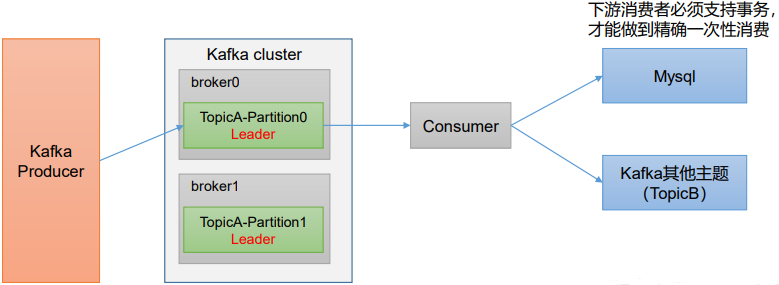 下游消费者必须支持事务，
才能做到精确一次性消费
Kafka cluster
broker0
TopicA-Partition0
Leader
broker1
TopicA-Partition1
Leader
Kafka
Producer
Consumer
Mysql
Kafka其他主题
（TopicB）